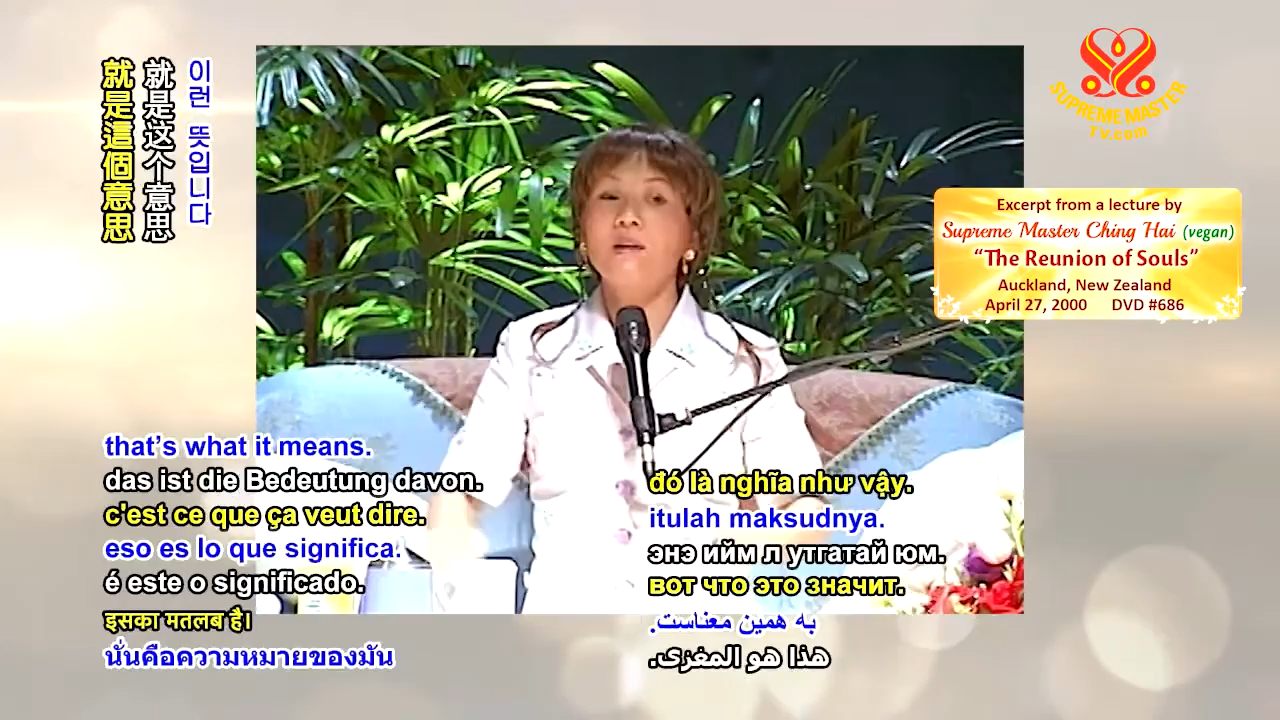 이런 뜻입니다
就是这个意思
就是這個意思
SUPREME MASTER
TV.com
Excerpt from a lecture by
Supreme Master Ching Hai (vegan)
“The Reunion of Souls”
Auckland, New Zealand
April 27, 2000 DVD #686
that’s what it means.
das ist die Bedeutung davon.
c'est ce que ça veut dire.
eso es lo que significa.
é este o significado.
इसका मतलब है।
นั่นคือความหมายของมัน
đó là nghĩa như vậy.
itulah maksudnya.
энэ ийм л утгатай юм.
вот что это значит.
به همین معناست.
هذا هو المغزى.